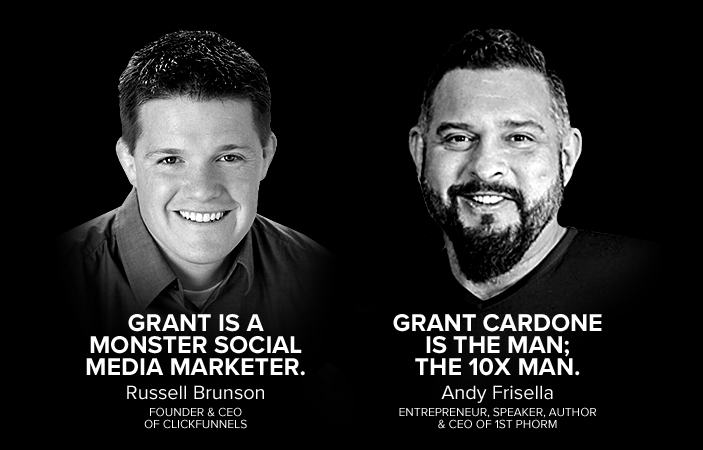 GRANT IS A
MONSTER SOCIAL
MEDIA MARKETER.
Russell Brunson
FOUNDER & CEO
OF CLICKFUNNELS
GRANT CARDONE
IS THE MAN;
THE 10X MAN.
Andy Frisella
ENTREPRENEUR, SPEAKER, AUTHOR
& CEO OF 1ST PHORM